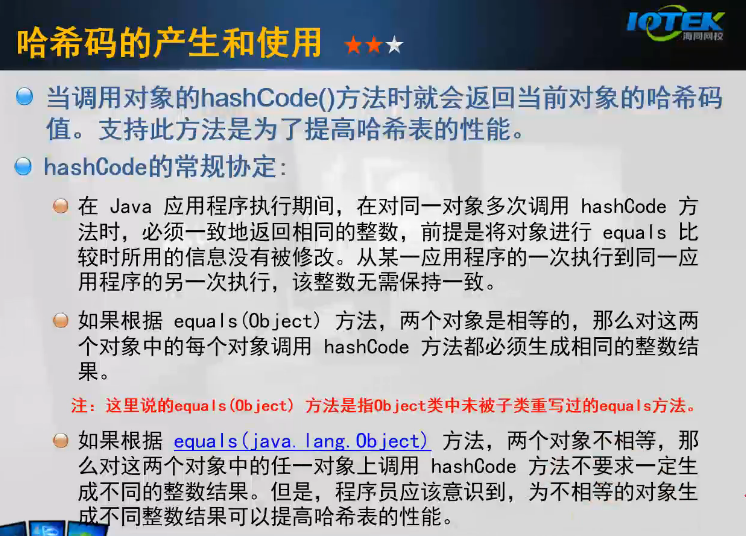 哈希码的产生和使用
IOTEK
海同网校
当调用对象的hashCode()方法时就会返回当前对象的哈希码
值。支持此方法是为了提高哈希表的性能。
hashCode的常规协定:
在 Java 应用程序执行期间，在对同一对象多次调用 hashCode 方
法时，必须一致地返回相同的整数，前提是将对象进行 equals 比
较时所用的信息没有被修改。从某一应用程序的一次执行到同一应
用程序的另一次执行，该整数无需保持一致。
如果根据 equals(Object) 方法，两个对象是相等的，那么对这两
个对象中的每个对象调用 hashCode 方法都必须生成相同的整数结
果。
注：这里说的equals(Object) 方法是指Object类中未被子类重写过的equals方法。
如果根据 equals(java.lang.Object) 方法，两个对象不相等，那
么对这两个对象中的任一对象上调用 hashCode 方法不要求一定生
成不同的整数结果。但是，程序员应该意识到，为不相等的对象生
成不同整数结果可以提高哈希表的性能。